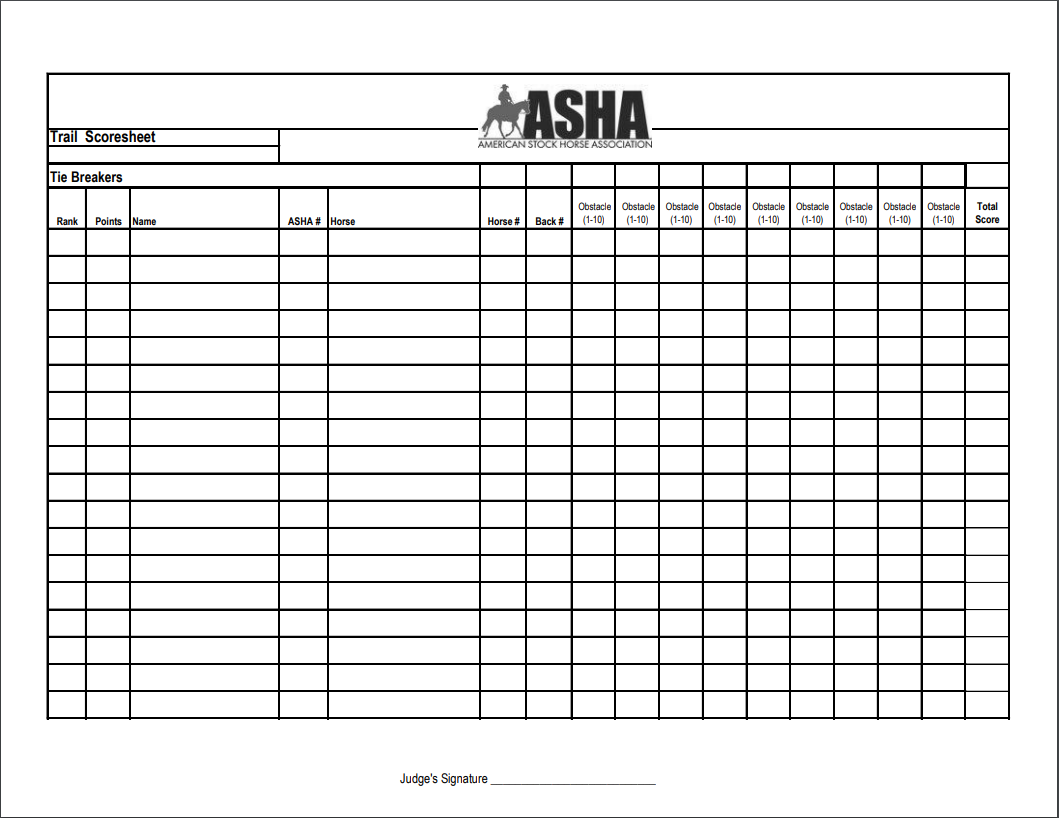 ASHA
AMERICAN STOCK HORSE ASSOCIATION
Trail Scoresheet
Tie Breakers
Rank Points Name ASHA # Horse Horse # Back # Obstacle (1-10) Obstacle (1-10) Obstacle (1-10) Obstacle (1-10) Obstacle (1-10) Obstacle (1-10) Obstacle (1-10) Obstacle (1-10) Obstacle (1-10) Total Score
Judge's Signature __________________________